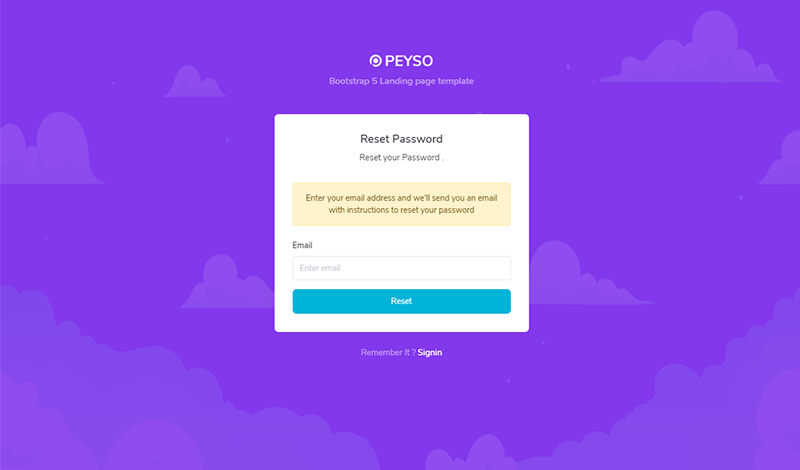 PEYSO
Bootstrap 5 Landing page template
Reset Password
Reset your Password .
Enter your email address and we'll send you an email
with instructions to reset your password
Email
Enter email
Reset
Remember It ? Signin